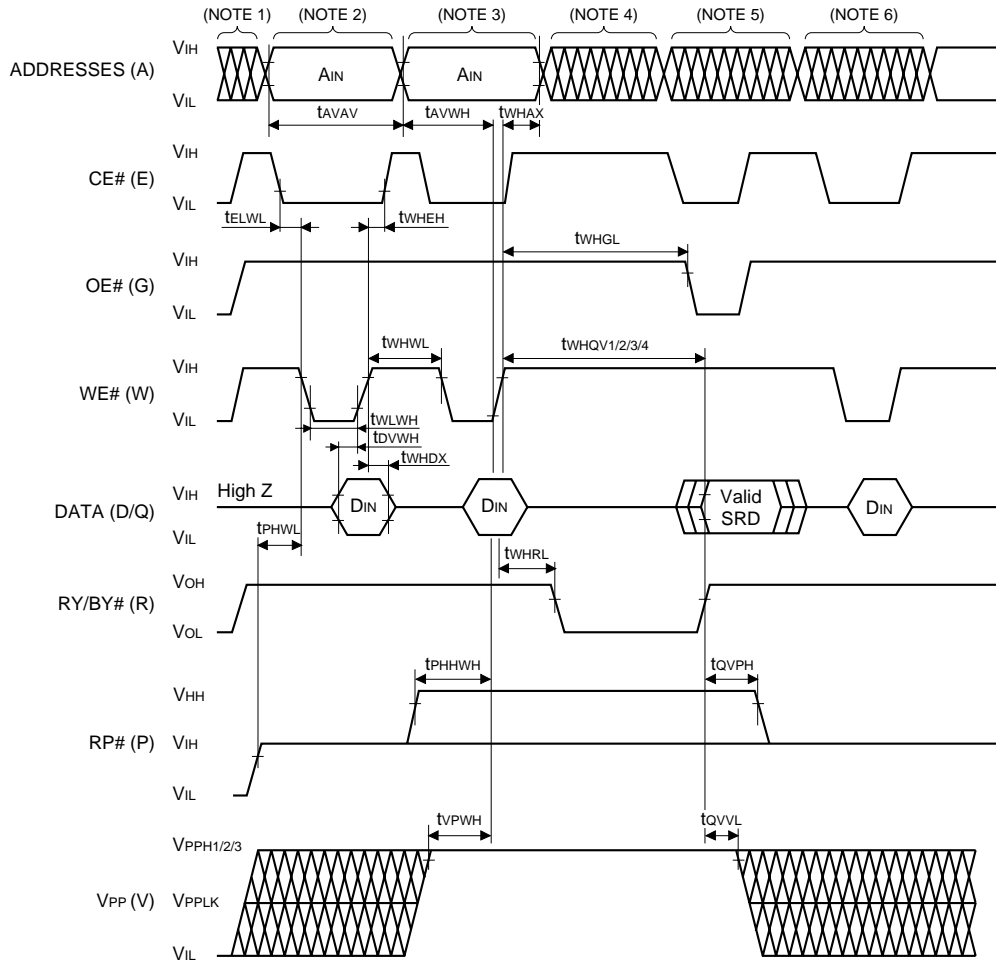 (NOTE 1) (NOTE 2) (NOTE 3) (NOTE 4) (NOTE 5) (NOTE 6)
ADDRESSES (A)
VIH
VIL
AIN
AIN
tAVAV
tAVWH
tWHAX
CE# (E)
VIH
VIL
tELWL
tWHEH
tWHGL
OE# (G)
VIH
VIL
tWHWL
tWHQV1/2/3/4
WE# (W)
VIH
VIL
tWLWH
tDVWH
tWHDX
DATA (D/Q)
VIH
VIL
High Z
DIN
DIN
Valid
SRD
DIN
tPHWL
tWHRL
RY/BY# (R)
VOH
VOL
tPHHWH
tQVPH
RP# (P)
VHH
VIH
VIL
tVPWH
tQVVL
VPP (V)
VPPH1/2/3
VPPLK
VIL